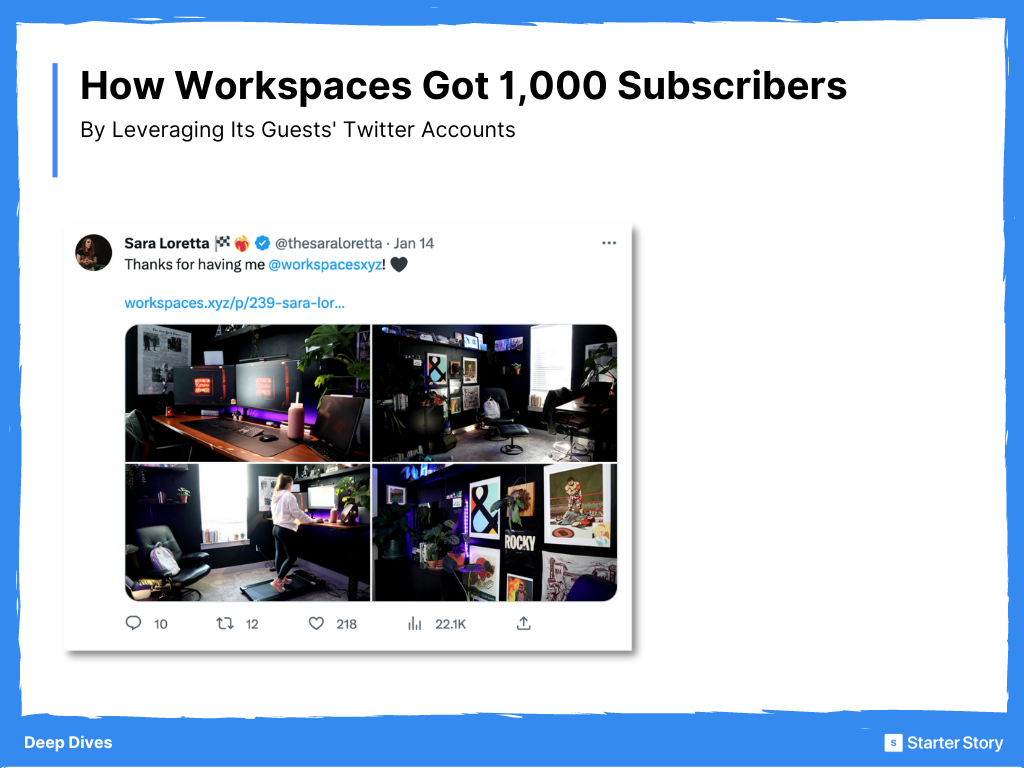 How Workspaces Got 1,000 Subscribers
By Leveraging Its Guests' Twitter Accounts
Sara Loretta 🏁 ❤️‍🔥 @thesaraloretta · Jan 14
Thanks for having me @workspacesxyz! 🖤
workspaces.xyz/p/239-sara-lor...
&
&
ROCKY
10 12 218 22.1K
Deep Dives
S Starter Story